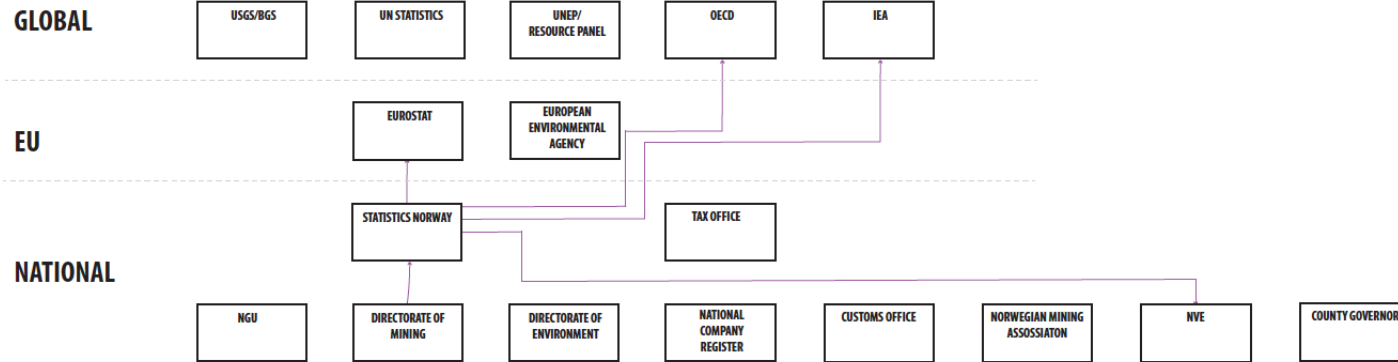 GLOBAL
USGS/BGS
UN STATISTICS
UNEP/
RESOURCE PANEL
OECD
IEA
EU
EUROSTAT
EUROPEAN
ENVIRONMENTAL
AGENCY
NATIONAL
STATISTICS NORWAY
TAX OFFICE
NGU
DIRECTORATE OF
MINING
DIRECTORATE OF
ENVIRONMENT
NATIONAL
COMPANY
REGISTER
CUSTOMS OFFICE
NORWEGIAN MINING
ASSOSSIATON
NVE
COUNTY GOVERNOR